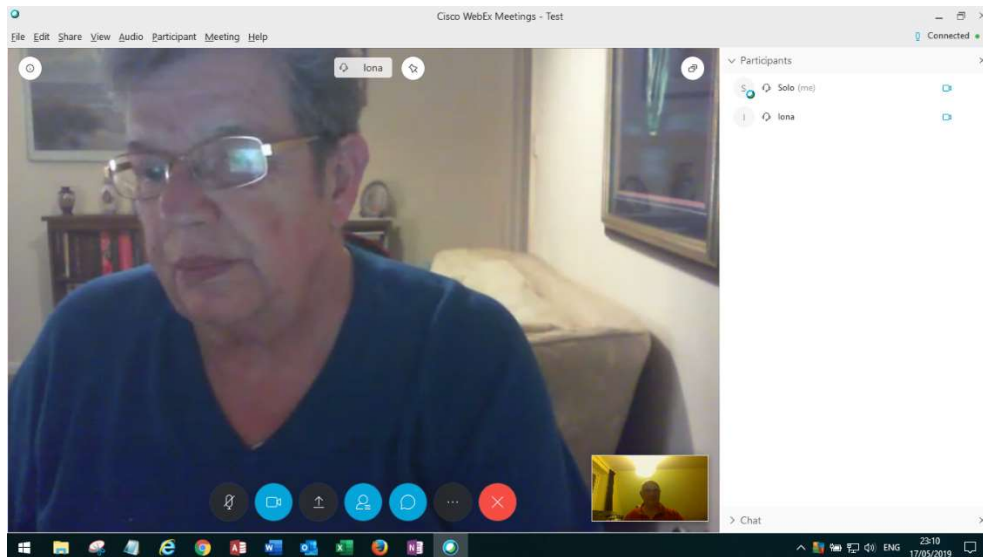 Cisco WebEx Meetings - Test
File Edit Share View Audio Participant Meeting Help
Connected
Iona
Participants
S Solo (me)
I Iona
Chat
ENG
23:10
17/05/2019